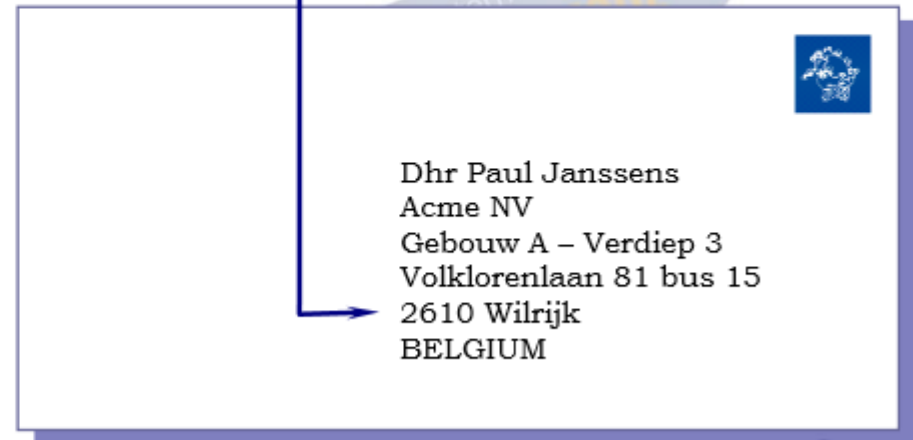 Dhr Paul Janssens
Acme NV
Gebouw A – Verdiep 3
Volklorenlaan 81 bus 15
2610 Wilrijk
BELGIUM